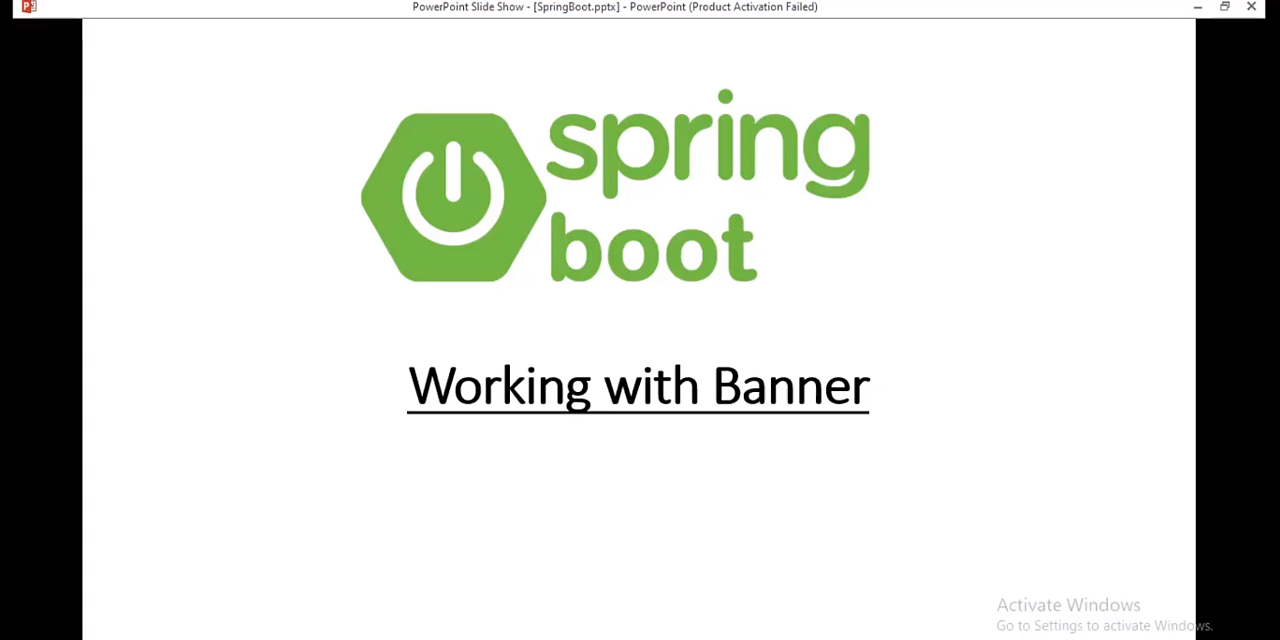 PowerPoint Slide Show - [SpringBoot.pptx] - PowerPoint (Product Activation Failed)
spring
boot
Working with Banner
Activate Windows
Go to Settings to activate Windows.